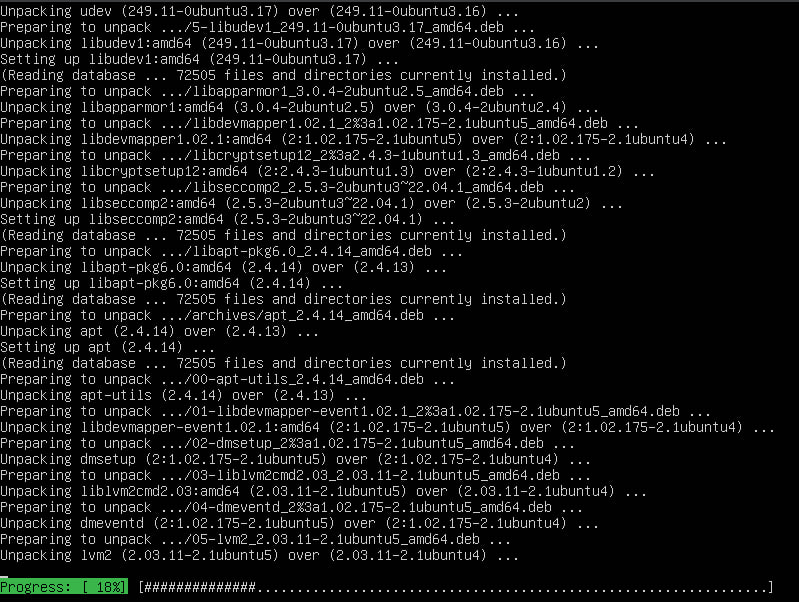 Unpacking udev (249.11-0ubuntu3.17) over (249.11-0ubuntu3.16) ...
Preparing to unpack .../5-libudev1_249.11-0ubuntu3.17_amd64.deb ...
Unpacking libudev1:amd64 (249.11-0ubuntu3.17) over (249.11-0ubuntu3.16) ...
Setting up libudev1:amd64 (249.11-0ubuntu3.17) ...
(Reading database ... 72505 files and directories currently installed.)
Preparing to unpack .../libapparmor1_3.0.4-2ubuntu2.5_amd64.deb ...
Unpacking libapparmor1:amd64 (3.0.4-2ubuntu2.5) over (3.0.4-2ubuntu2.4) ...
Preparing to unpack .../libdevmapper1.02.1_2%3a1.02.175-2.1ubuntu5_amd64.deb ...
Unpacking libdevmapper1.02.1:amd64 (2:1.02.175-2.1ubuntu5) over (2:1.02.175-2.1ubuntu4) ...
Preparing to unpack .../libcryptsetup12_2%3a2.4.3-1ubuntu1.3_amd64.deb ...
Unpacking libcryptsetup12:amd64 (2:2.4.3-1ubuntu1.3) over (2:2.4.3-1ubuntu1.2) ...
Preparing to unpack .../libseccomp2_2.5.3-2ubuntu3~22.04.1_amd64.deb ...
Unpacking libseccomp2:amd64 (2.5.3-2ubuntu3~22.04.1) over (2.5.3-2ubuntu2) ...
Setting up libseccomp2:amd64 (2.5.3-2ubuntu3~22.04.1) ...
(Reading database ... 72505 files and directories currently installed.)
Preparing to unpack .../libapt-pkg6.0_2.4.14_amd64.deb ...
Unpacking libapt-pkg6.0:amd64 (2.4.14) over (2.4.13) ...
Setting up libapt-pkg6.0:amd64 (2.4.14) ...
(Reading database ... 72505 files and directories currently installed.)
Preparing to unpack .../archives/apt_2.4.14_amd64.deb ...
Unpacking apt (2.4.14) over (2.4.13) ...
Setting up apt (2.4.14) ...
(Reading database ... 72505 files and directories currently installed.)
Preparing to unpack .../00-apt-utils_2.4.14_amd64.deb ...
Unpacking apt-utils (2.4.14) over (2.4.13) ...
Preparing to unpack .../01-libdevmapper-event1.02.1_2%3a1.02.175-2.1ubuntu5_amd64.deb ...
Unpacking libdevmapper-event1.02.1:amd64 (2:1.02.175-2.1ubuntu5) over (2:1.02.175-2.1ubuntu4) ...
Preparing to unpack .../02-dmsetup_2%3a1.02.175-2.1ubuntu5_amd64.deb ...
Unpacking dmsetup (2:1.02.175-2.1ubuntu5) over (2:1.02.175-2.1ubuntu4) ...
Preparing to unpack .../03-liblvm2cmd2.03_2.03.11-2.1ubuntu5_amd64.deb ...
Unpacking liblvm2cmd2.03:amd64 (2.03.11-2.1ubuntu5) over (2.03.11-2.1ubuntu4) ...
Preparing to unpack .../04-dmeventd_2%3a1.02.175-2.1ubuntu5_amd64.deb ...
Unpacking dmeventd (2:1.02.175-2.1ubuntu5) over (2:1.02.175-2.1ubuntu4) ...
Preparing to unpack .../05-lvm2_2.03.11-2.1ubuntu5_amd64.deb ...
Unpacking lvm2 (2.03.11-2.1ubuntu5) over (2.03.11-2.1ubuntu4) ...
Progress: [ 18%] [##############................................................................]